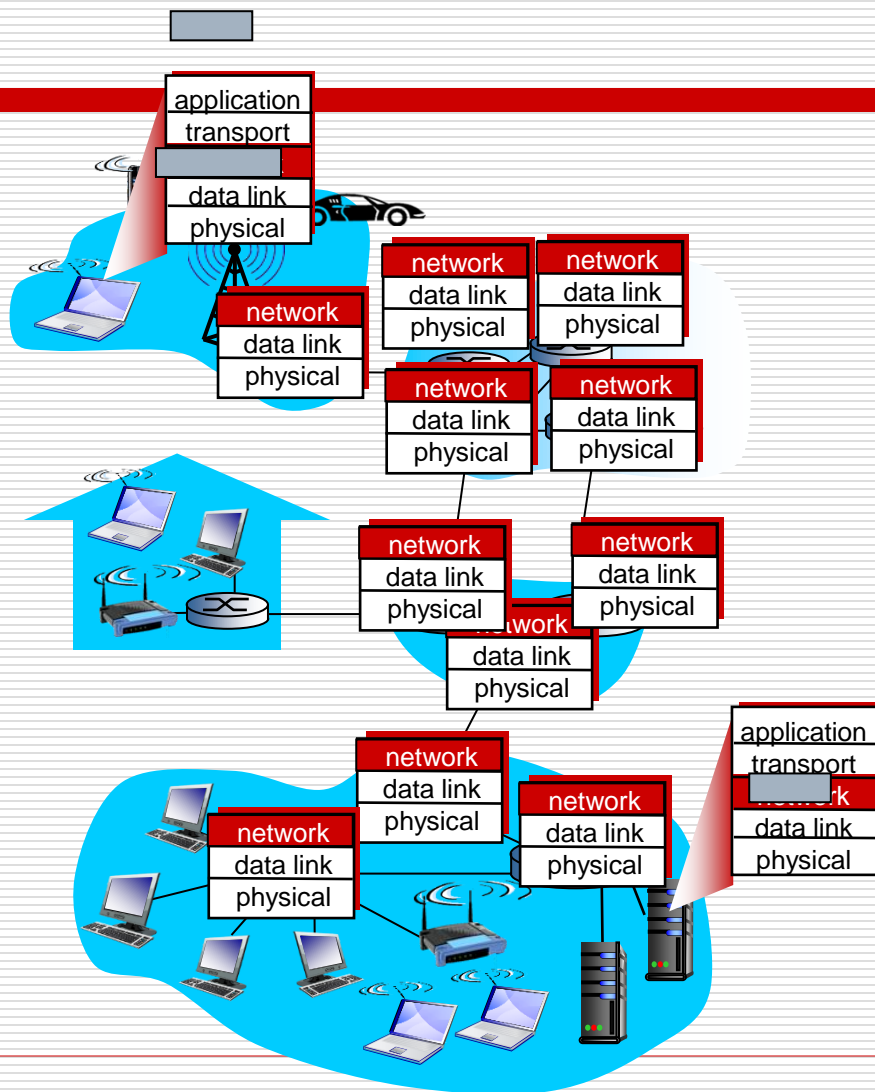 application
transport
data link
physical
network
data link
physical
network
data link
physical
network
data link
physical
network
data link
physical
network
data link
physical
network
data link
physical
network
data link
physical
network
data link
physical
application
transport
network
data link
physical
network
data link
physical
network
data link
physical
network
data link
physical